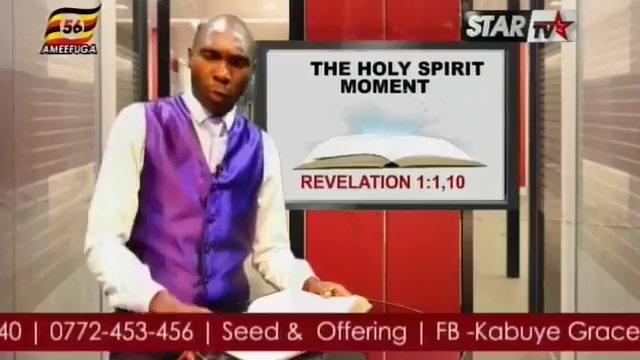 56
AMEEFUGA
STAR TV
THE HOLY SPIRIT
MOMENT
REVELATION 1:1,10
40 | 0772-453-456 | Seed & Offering | FB -Kabuye Grace